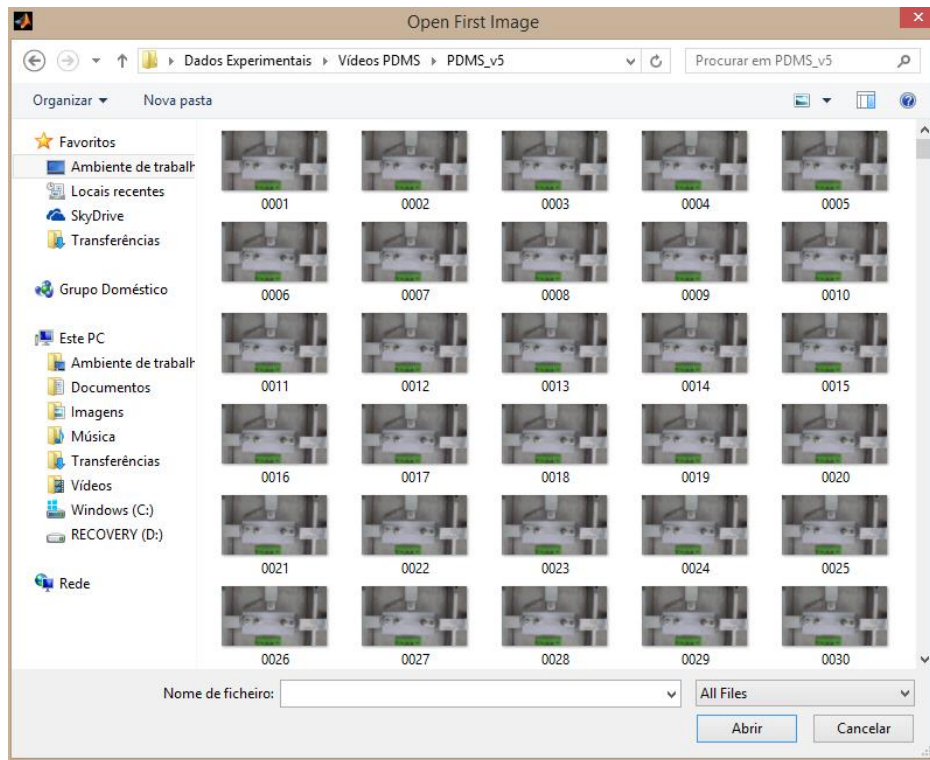 Open First Image
Dados Experimentais Vídeos PDMS PDMS_v5
Procurar em PDMS_v5
Organizar Nova pasta
Favoritos
Ambiente de trabalh
Locais recentes
SkyDrive
Transferências
Grupo Doméstico
Este PC
Ambiente de trabalh
Documentos
Imagens
Música
Transferências
Vídeos
Windows (C:)
RECOVERY (D:)
Rede
0001 0002 0003 0004 0005
0006 0007 0008 0009 0010
0011 0012 0013 0014 0015
0016 0017 0018 0019 0020
0021 0022 0023 0024 0025
0026 0027 0028 0029 0030
Nome de ficheiro:
All Files
Abrir Cancelar